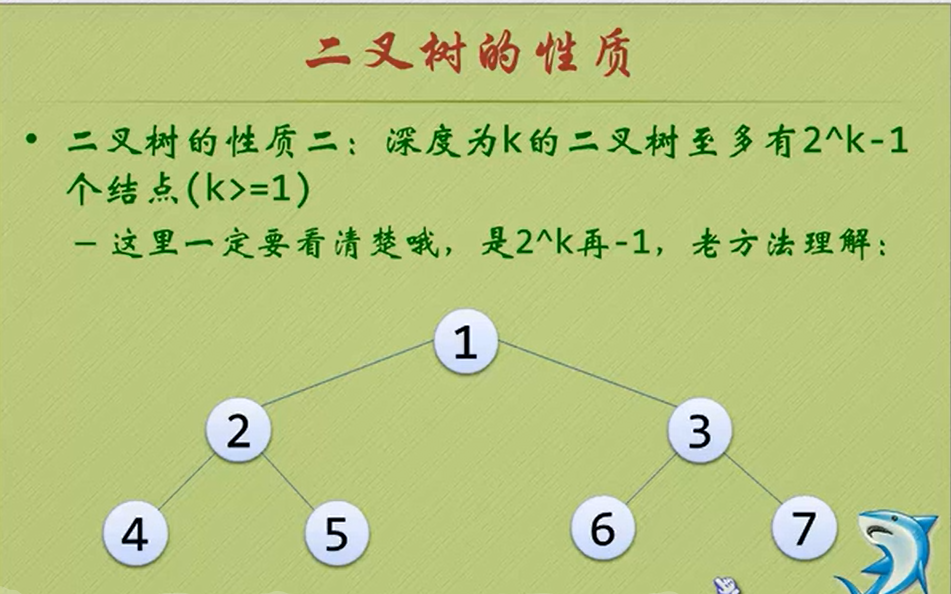 二叉树的性质
• 二叉树的性质二：深度为k的二叉树至多有2^k-1
个结点(k>=1)
– 这里一定要看清楚哦，是2^k再-1，老方法理解：
1
2
3
4
5
6
7